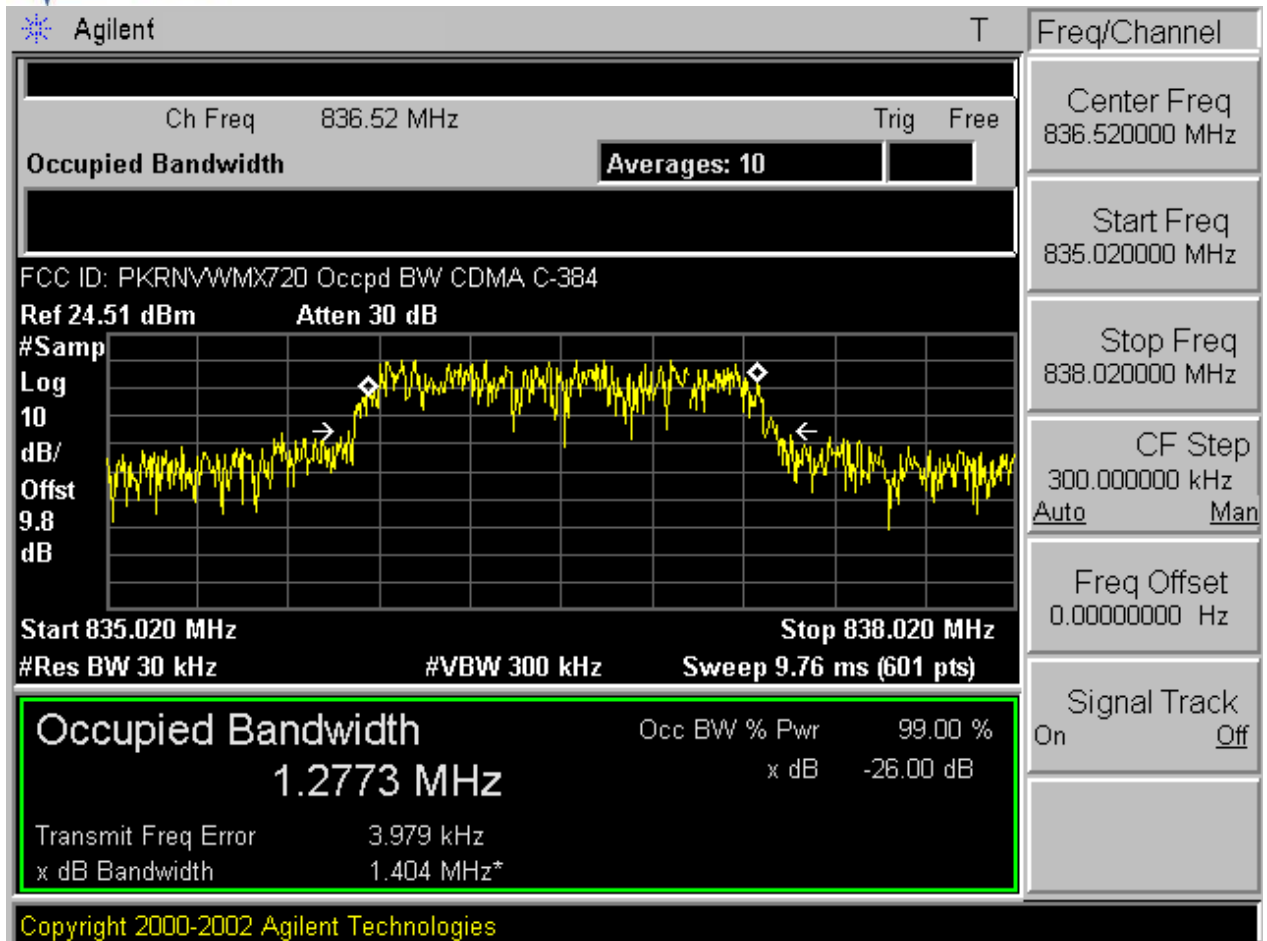 Agilent T
Ch Freq 836.52 MHz Trig Free
Occupied Bandwidth Averages: 10
FCC ID: PKRNVWMX720 Occpd BW CDMA C-384
Ref 24.51 dBm Atten 30 dB
#Samp
Log
10
dB/
Offst
9.8
dB
Start 835.020 MHz Stop 838.020 MHz
#Res BW 30 kHz #VBW 300 kHz Sweep 9.76 ms (601 pts)
Occupied Bandwidth Occ BW % Pwr 99.00 %
1.2773 MHz x dB -26.00 dB
Transmit Freq Error 3.979 kHz
x dB Bandwidth 1.404 MHz*
Copyright 2000-2002 Agilent Technologies
Freq/Channel
Center Freq
836.520000 MHz
Start Freq
835.020000 MHz
Stop Freq
838.020000 MHz
CF Step
300.000000 kHz
Auto Man
Freq Offset
0.00000000 Hz
Signal Track
On Off